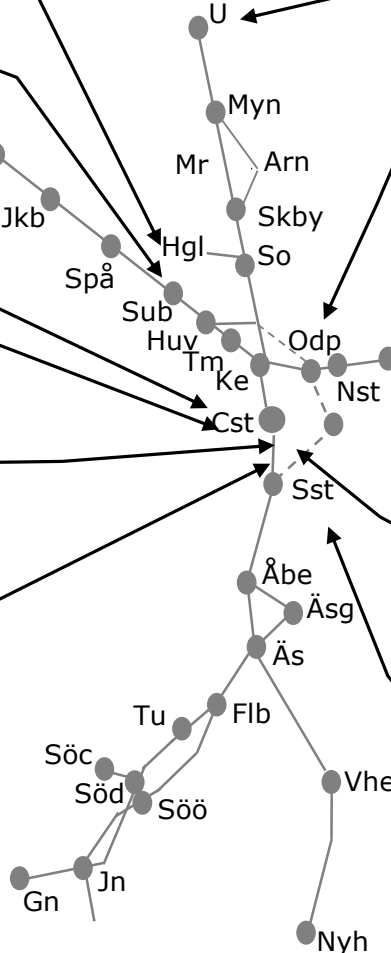 U
Myn
Mr
Arn
Jkb
Skby
Hgl
So
Spå
Sub
Huv
Odp
Tm
Ke
Nst
Cst
Sst
Åbe
Äsg
Äs
Tu
Flb
Söc
Söd
Söö
Vhe
Gn
Jn
Nyh